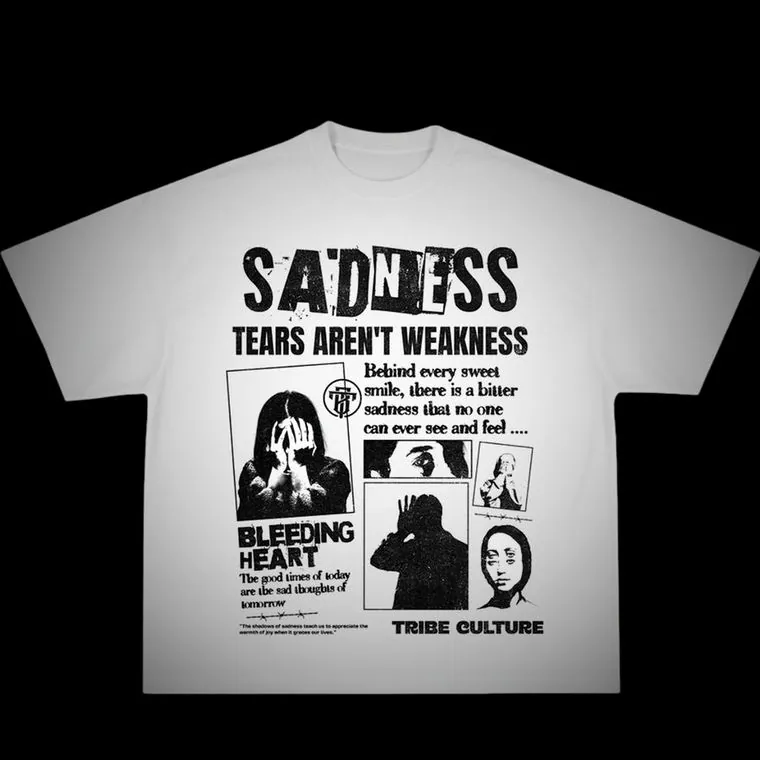 SADNESS
TEARS AREN'T WEAKNESS
Behind every sweet
smile, there is a bitter
sadness that no one
can ever see and feel ....
BLEEDING
HEART
The good times of today
are the sad thoughts of
tomorrow
"The shadows of sadness teach us to appreciate the
warmth of joy when it graces our lives."
TRIBE CULTURE